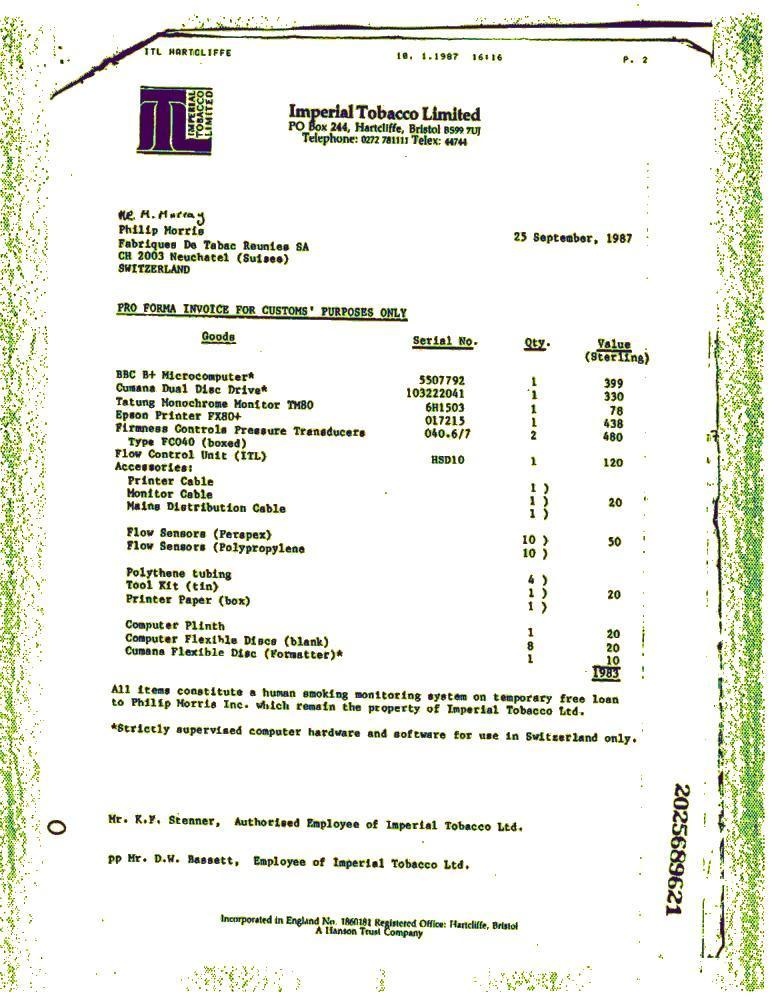 ITL HARTCLIFFE 10. 1.1987 16:16 P. 2
ITL
IMPERIAL
TOBACCO
LIMITED
Imperial Tobacco Limited
PO Box 244, Hartcliffe, Bristol BS99 7UJ
Telephone: 0272 781111 Telex: 44744
H. Murray
Philip Morris
25 September, 1987
Fabriques De Tabac Reunies SA
CH 2003 Neuchatel (Suises)
SWITZERLAND
PRO FORMA INVOICE FOR CUSTOMS' PURPOSES ONLY
Goods Serial No. Qty. Value
(Sterling)
BBC B+ Microcomputer* 5507792 1 399
Cumana Dual Disc Drive* 103222041 1 330
Tatung Monochrome Monitor TM80 6H1503 1 78
Epson Printer FX80+ 017215 1 438
Firmness Controls Pressure Transducers 040.6/7 2 480
Type FC040 (boxed)
Flow Control Unit (ITL) HSD10 1 120
Accessories:
Printer Cable 1 )
Monitor Cable 1 ) 20
Mains Distribution Cable 1 )
Flow Sensors (Perspex) 10 ) 50
Flow Sensors (Polypropylene 10 )
Polythene tubing 4 )
Tool Kit (tin) 1 ) 20
Printer Paper (box) 1 )
Computer Plinth 1 20
Computer Flexible Discs (blank) 8 20
Cumana Flexible Disc (Formatter)* 1 10
1983
All items constitute a human smoking monitoring system on temporary free loan
to Philip Morris Inc. which remain the property of Imperial Tobacco Ltd.
*Strictly supervised computer hardware and software for use in Switzerland only.
Mr. K.F. Stenner, Authorised Employee of Imperial Tobacco Ltd.
pp Mr. D.W. Bassett, Employee of Imperial Tobacco Ltd.
2025689621
Incorporated in England No. 1860181 Registered Office: Hartcliffe, Bristol
A Hanson Trust Company